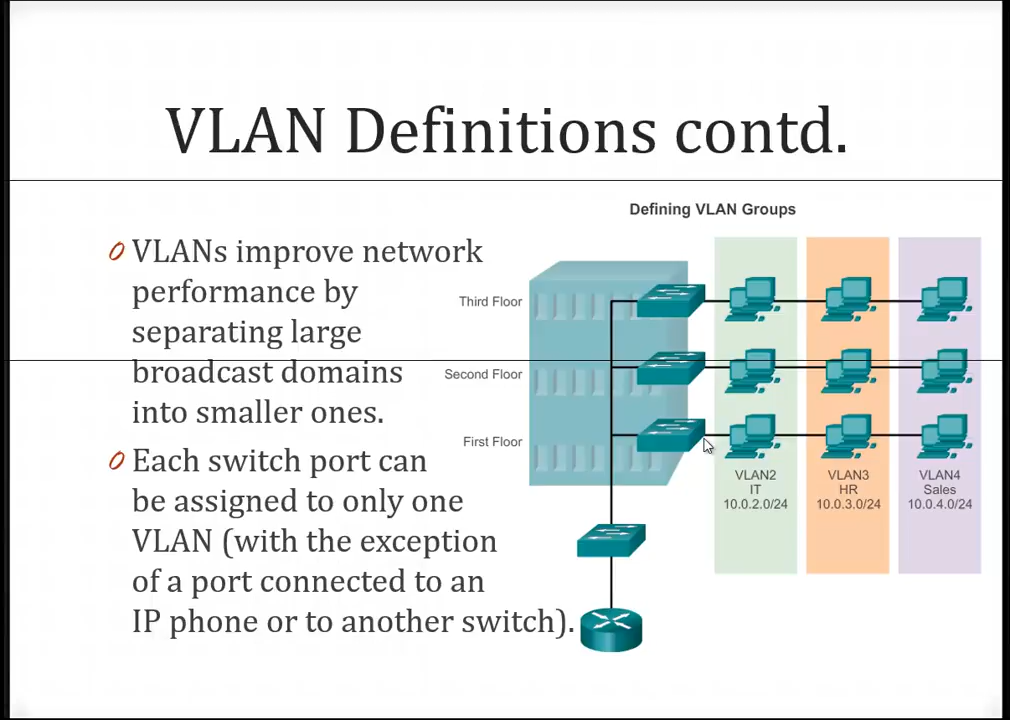 VLAN Definitions contd.
VLANs improve network
performance by
separating large
broadcast domains
into smaller ones.
Each switch port can
be assigned to only one
VLAN (with the exception
of a port connected to an
IP phone or to another switch).
Defining VLAN Groups
Third Floor
Second Floor
First Floor
VLAN2
IT
10.0.2.0/24
VLAN3
HR
10.0.3.0/24
VLAN4
Sales
10.0.4.0/24